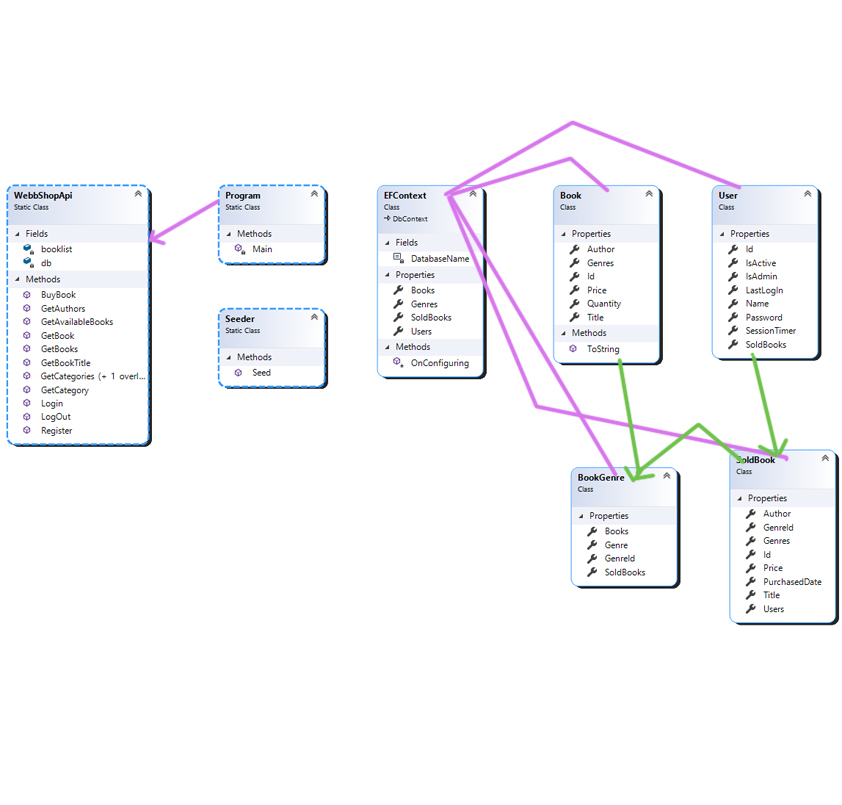 WebbShopApi
Static Class
Fields
booklist
db
Methods
BuyBook
GetAuthors
GetAvailableBooks
GetBook
GetBooks
GetBookTitle
GetCategories (+ 1 overl...
GetCategory
Login
LogOut
Register
Program
Static Class
Methods
Main
Seeder
Static Class
Methods
Seed
EFContext
Class
DbContext
Fields
DatabaseName
Properties
Books
Genres
SoldBooks
Users
Methods
OnConfiguring
Book
Class
Properties
Author
Genres
Id
Price
Quantity
Title
Methods
ToString
User
Class
Properties
Id
IsActive
IsAdmin
LastLogIn
Name
Password
SessionTimer
SoldBooks
BookGenre
Class
Properties
Books
Genre
GenreId
SoldBooks
SoldBook
Class
Properties
Author
GenreId
Genres
Id
Price
PurchasedDate
Title
Users